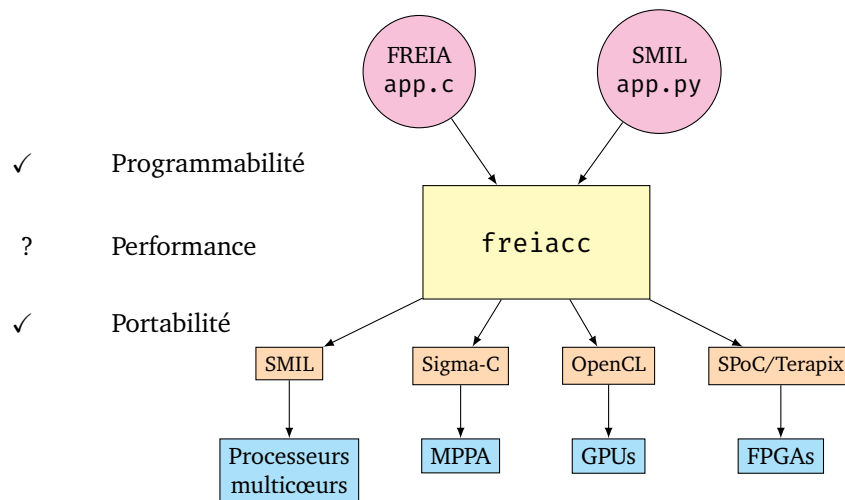 FREIA
app.c
SMIL
app.py
✓ Programmabilité
? Performance
freiacc
✓ Portabilité
SMIL
Sigma-C
OpenCL
SPoC/Terapix
Processeurs
multicœurs
MPPA
GPUs
FPGAs